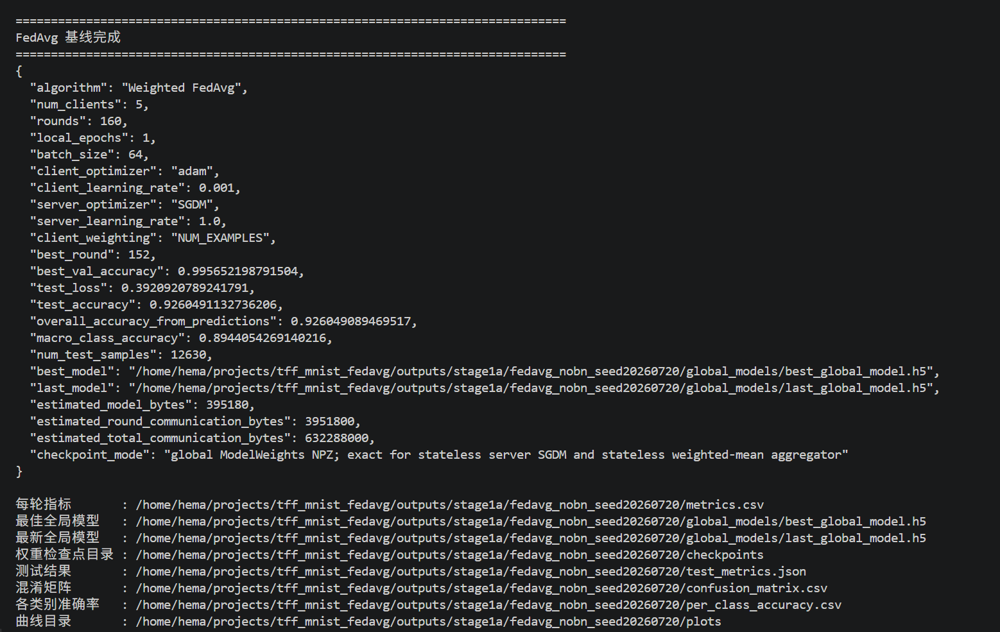 ==============================================================================
FedAvg 基线完成
==============================================================================
{
  "algorithm": "Weighted FedAvg",
  "num_clients": 5,
  "rounds": 160,
  "local_epochs": 1,
  "batch_size": 64,
  "client_optimizer": "adam",
  "client_learning_rate": 0.001,
  "server_optimizer": "SGDM",
  "server_learning_rate": 1.0,
  "client_weighting": "NUM_EXAMPLES",
  "best_round": 152,
  "best_val_accuracy": 0.995652198791504,
  "test_loss": 0.3920920789241791,
  "test_accuracy": 0.9260491132736206,
  "overall_accuracy_from_predictions": 0.926049089469517,
  "macro_class_accuracy": 0.8944054269140216,
  "num_test_samples": 12630,
  "best_model": "/home/hema/projects/tff_mnist_fedavg/outputs/stage1a/fedavg_nobn_seed20260720/global_models/best_global_model.h5",
  "last_model": "/home/hema/projects/tff_mnist_fedavg/outputs/stage1a/fedavg_nobn_seed20260720/global_models/last_global_model.h5",
  "estimated_model_bytes": 395180,
  "estimated_round_communication_bytes": 3951800,
  "estimated_total_communication_bytes": 632288000,
  "checkpoint_mode": "global ModelWeights NPZ; exact for stateless server SGDM and stateless weighted-mean aggregator"
}
每轮指标 : /home/hema/projects/tff_mnist_fedavg/outputs/stage1a/fedavg_nobn_seed20260720/metrics.csv
最佳全局模型 : /home/hema/projects/tff_mnist_fedavg/outputs/stage1a/fedavg_nobn_seed20260720/global_models/best_global_model.h5
最新全局模型 : /home/hema/projects/tff_mnist_fedavg/outputs/stage1a/fedavg_nobn_seed20260720/global_models/last_global_model.h5
权重检查点目录 : /home/hema/projects/tff_mnist_fedavg/outputs/stage1a/fedavg_nobn_seed20260720/checkpoints
测试结果 : /home/hema/projects/tff_mnist_fedavg/outputs/stage1a/fedavg_nobn_seed20260720/test_metrics.json
混淆矩阵 : /home/hema/projects/tff_mnist_fedavg/outputs/stage1a/fedavg_nobn_seed20260720/confusion_matrix.csv
各类别准确率 : /home/hema/projects/tff_mnist_fedavg/outputs/stage1a/fedavg_nobn_seed20260720/per_class_accuracy.csv
曲线目录 : /home/hema/projects/tff_mnist_fedavg/outputs/stage1a/fedavg_nobn_seed20260720/plots